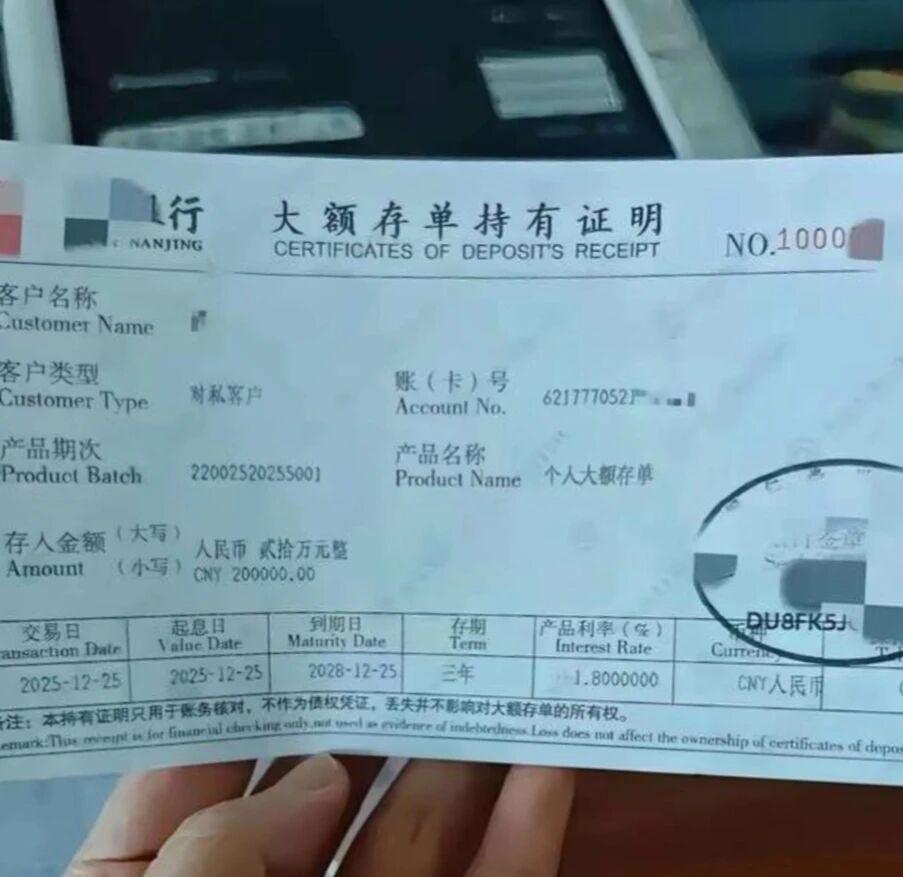 行
NANJING
大额存单持有证明
CERTIFICATES OF DEPOSIT'S RECEIPT
NO.1000
客户名称
Customer Name
客户类型
Customer Type
对私客户
账（卡）号
Account No.
621777052
产品期次
Product Batch
22002520255001
产品名称
Product Name
个人大额存单
存入金额（大写）
人民币 贰拾万元整
Amount （小写）
CNY 200000.00
签章
DU8FK5J
交易日 起息日 到期日 存期 产品利率（%）
ansaction Date Value Date Maturity Date Term Interest Rate Currency
2025-12-25 2025-12-25 2028-12-25 三年 1.8000000 CNY人民币
注：本持有证明只用于账务核对，不作为债权凭证，丢失并不影响对大额存单的所有权。
emark:This receipt is for financial checking only,not used as evidence of indebtedness.Loss does not affect the ownership of certificates of depos